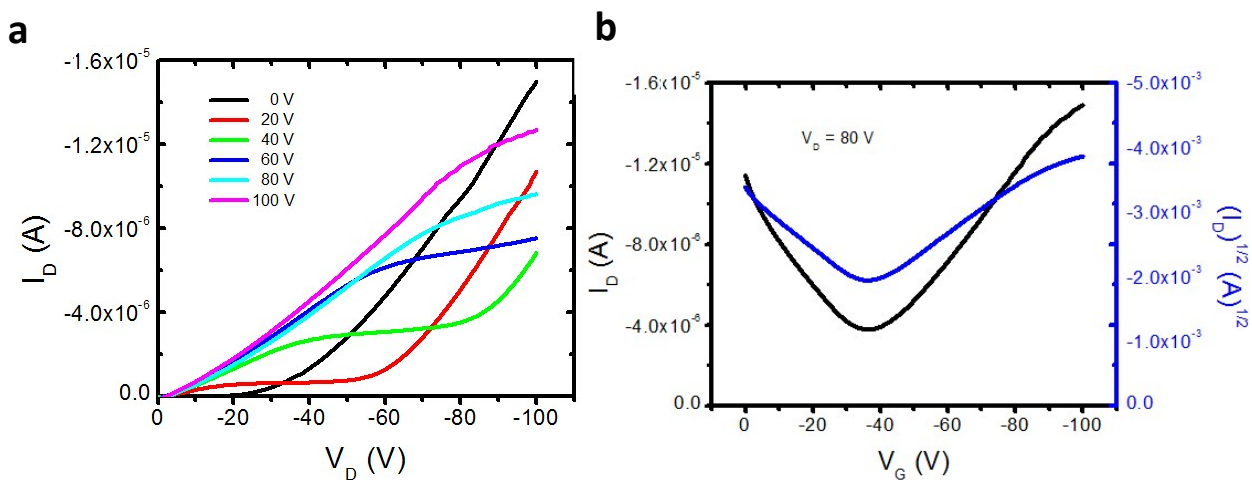 a
-1.6x10⁻⁵
-1.2x10⁻⁵
-8.0x10⁻⁶
-4.0x10⁻⁶
0.0
I_D (A)
0 V
20 V
40 V
60 V
80 V
100 V
0 -20 -40 -60 -80 -100
V_D (V)
b
-1.6x10⁻⁵
-1.2x10⁻⁵
-8.0x10⁻⁶
-4.0x10⁻⁶
0.0
I_D (A)
V_D = 80 V
0 -20 -40 -60 -80 -100
V_G (V)
-5.0x10⁻³
-4.0x10⁻³
-3.0x10⁻³
-2.0x10⁻³
-1.0x10⁻³
0.0
(I_D)^1/2 (A)^1/2